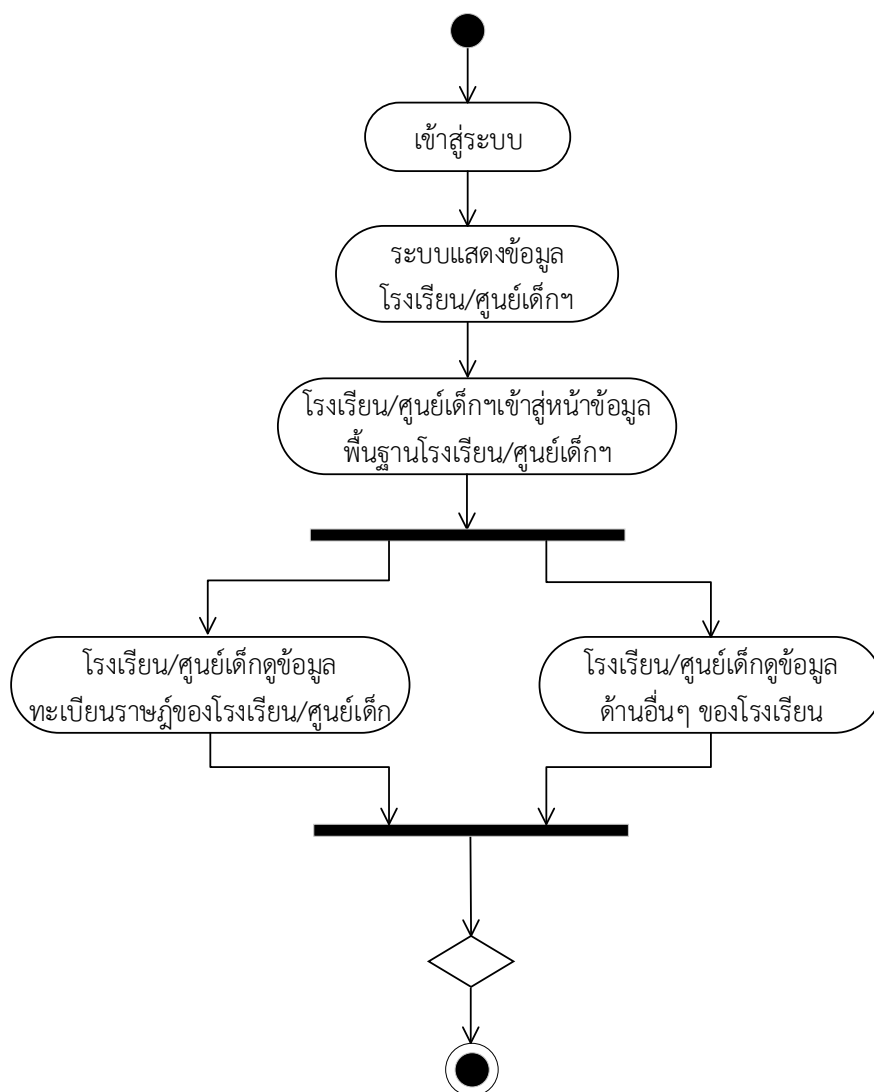 เข้าสู่ระบบ
ระบบแสดงข้อมูล
โรงเรียน/ศูนย์เด็กฯ
โรงเรียน/ศูนย์เด็กฯเข้าสู่หน้าข้อมูล
พื้นฐานโรงเรียน/ศูนย์เด็กฯ
โรงเรียน/ศูนย์เด็กดูข้อมูล
ทะเบียนราษฎ์ของโรงเรียน/ศูนย์เด็ก
โรงเรียน/ศูนย์เด็กดูข้อมูล
ด้านอื่นๆ ของโรงเรียน